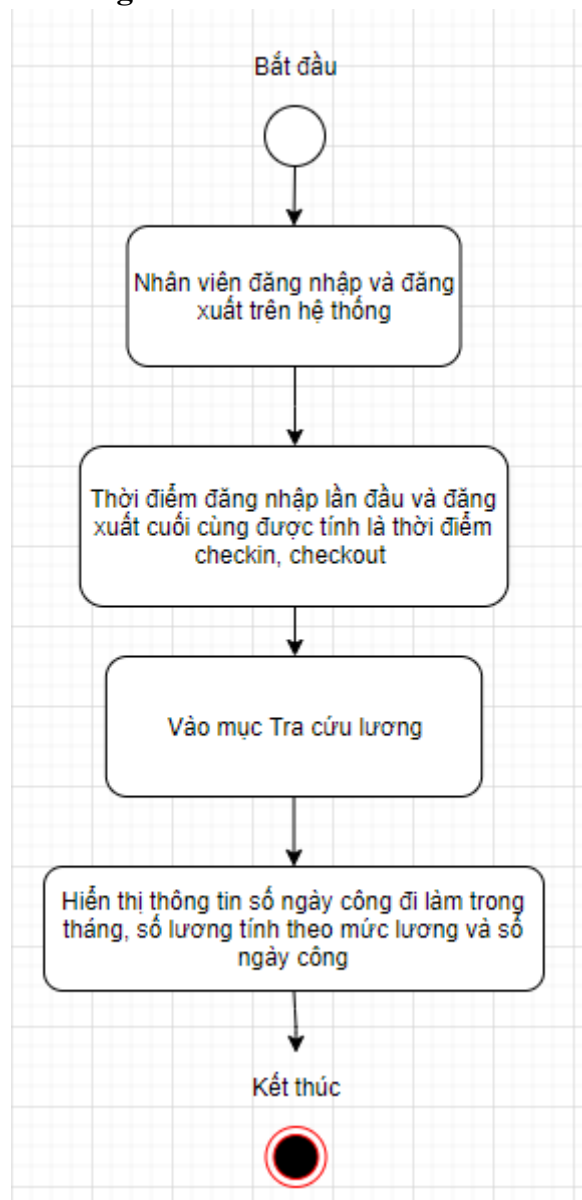 Bắt đầu
Nhân viên đăng nhập và đăng
xuất trên hệ thống
Thời điểm đăng nhập lần đầu và đăng
xuất cuối cùng được tính là thời điểm
checkin, checkout
Vào mục Tra cứu lương
Hiển thị thông tin số ngày công đi làm trong
tháng, số lương tính theo mức lương và số
ngày công
Kết thúc